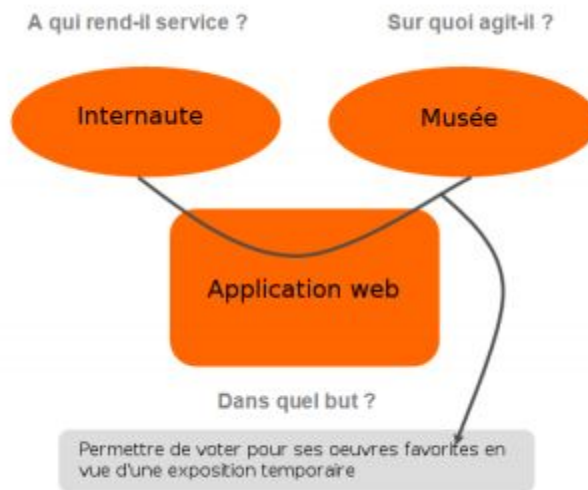 A qui rend-il service ?
Sur quoi agit-il ?
Internaute
Musée
Application web
Dans quel but ?
Permettre de voter pour ses oeuvres favorites en
vue d'une exposition temporaire